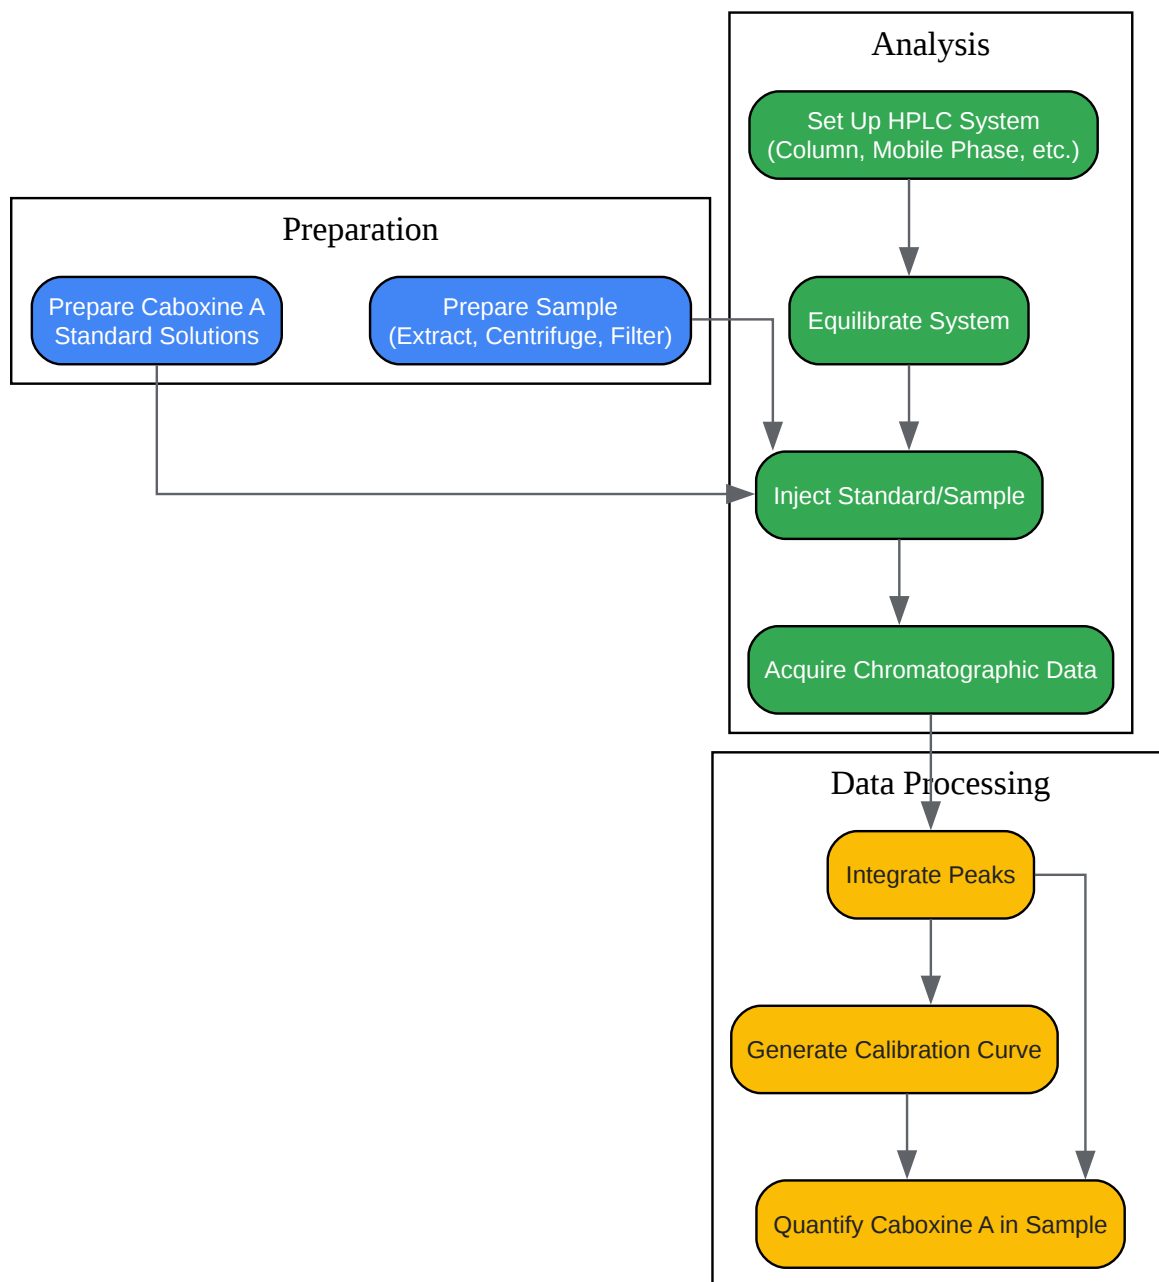 Analysis
Set Up HPLC System
(Column, Mobile Phase, etc.)
Preparation
Prepare Caboxine A
Standard Solutions
Prepare Sample
(Extract, Centrifuge, Filter)
Equilibrate System
Inject Standard/Sample
Acquire Chromatographic Data
Data Processing
Integrate Peaks
Generate Calibration Curve
Quantify Caboxine A in Sample